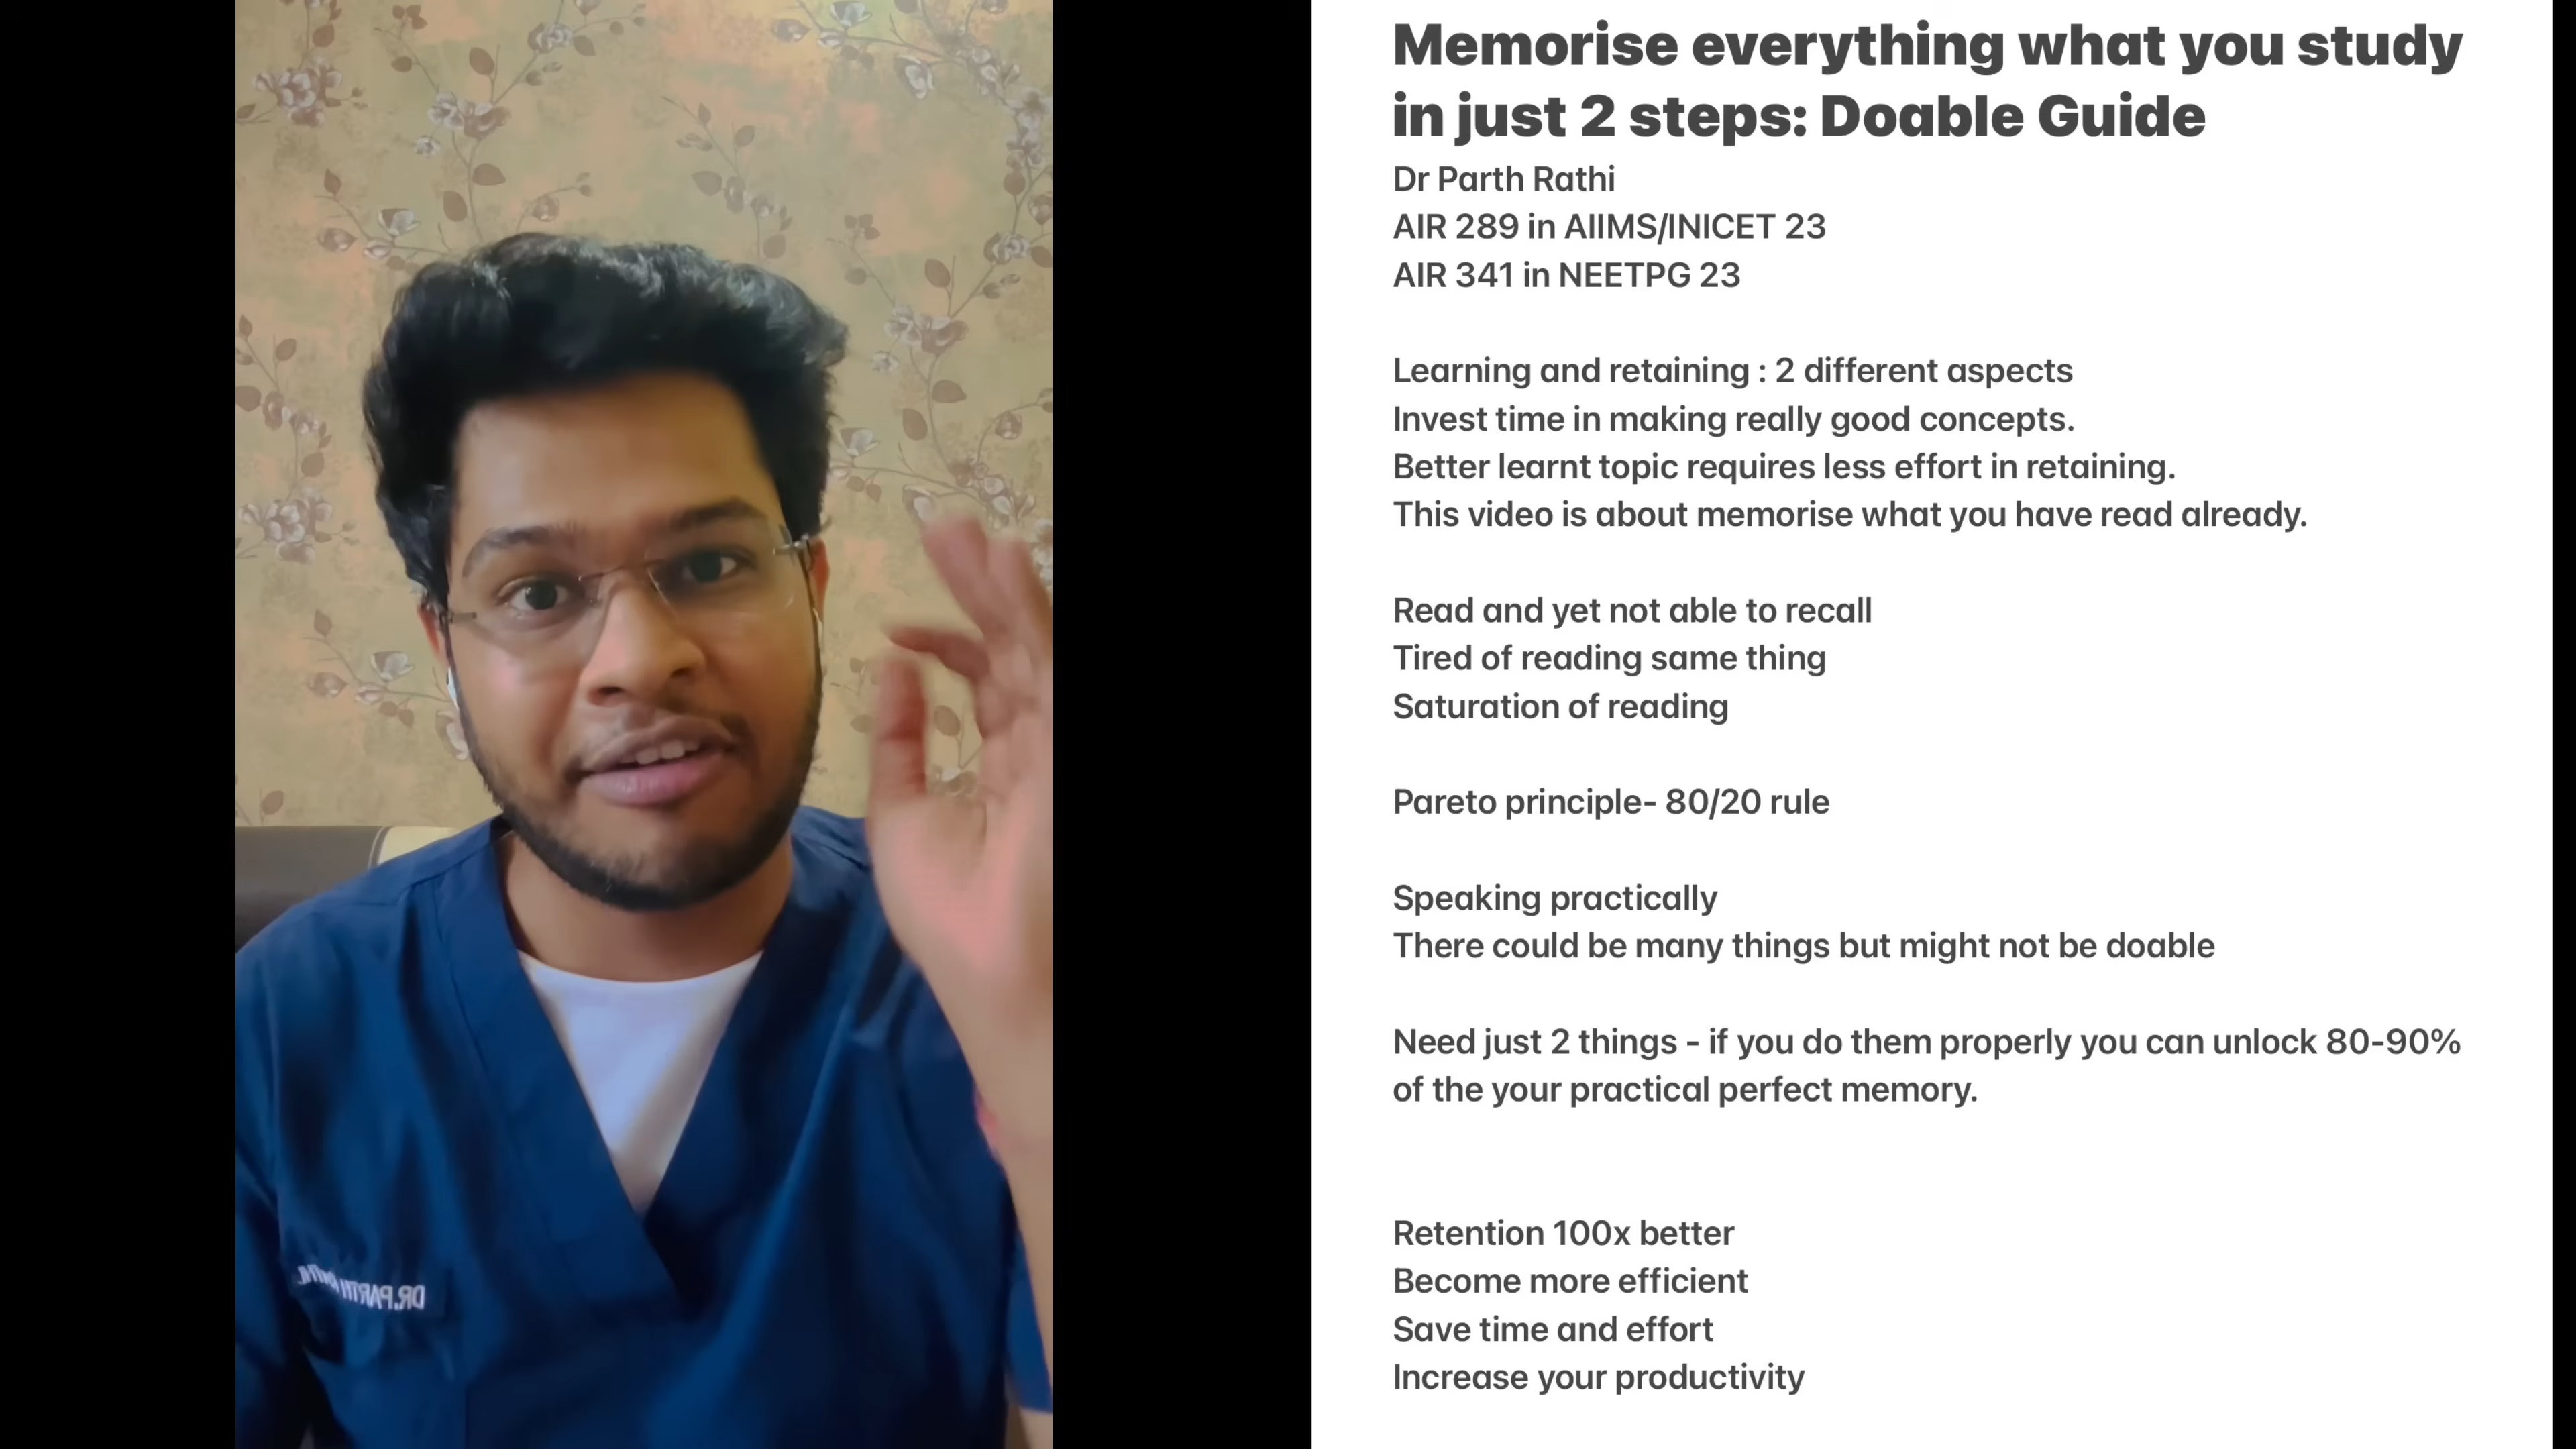 Memorise everything what you study
in just 2 steps: Doable Guide
Dr Parth Rathi
AIR 289 in AIIMS/INICET 23
AIR 341 in NEETPG 23
Learning and retaining : 2 different aspects
Invest time in making really good concepts.
Better learnt topic requires less effort in retaining.
This video is about memorise what you have read already.
Read and yet not able to recall
Tired of reading same thing
Saturation of reading
Pareto principle- 80/20 rule
Speaking practically
There could be many things but might not be doable
Need just 2 things - if you do them properly you can unlock 80-90%
of the your practical perfect memory.
Retention 100x better
Become more efficient
Save time and effort
Increase your productivity
DR.PARTH